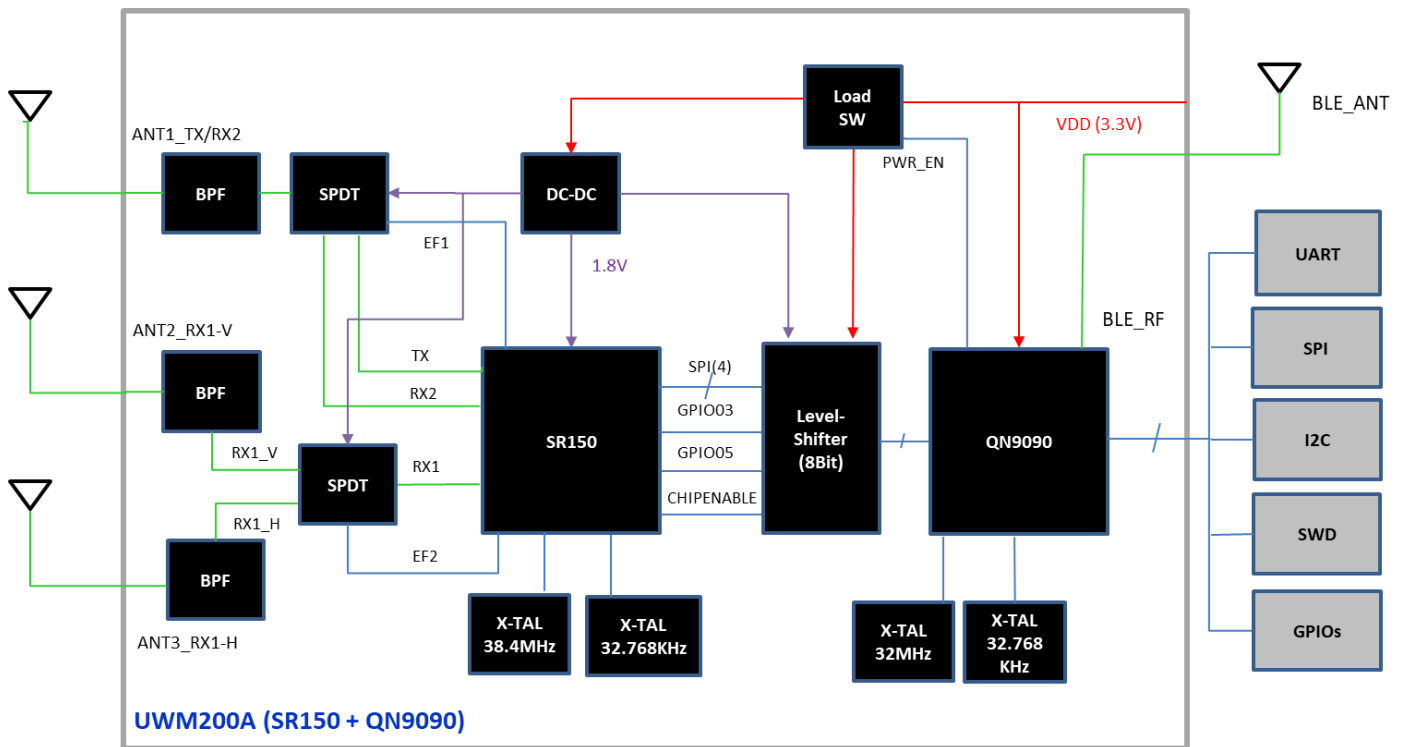 Load
SW
BLE_ANT
VDD (3.3V)
ANT1_TX/RX2
PWR_EN
BPF
SPDT
DC-DC
EF1
UART
1.8V
ANT2_RX1-V
BLE_RF
SPI
TX
SPI(4)
BPF
RX2
GPIO03
Level-
Shifter
(8Bit)
SR150
QN9090
I2C
RX1_V
GPIO05
RX1
SPDT
CHIPENABLE
RX1_H
SWD
EF2
BPF
X-TAL
38.4MHz
X-TAL
32.768KHz
X-TAL
32MHz
X-TAL
32.768
KHz
GPIOs
ANT3_RX1-H
UWM200A (SR150 + QN9090)